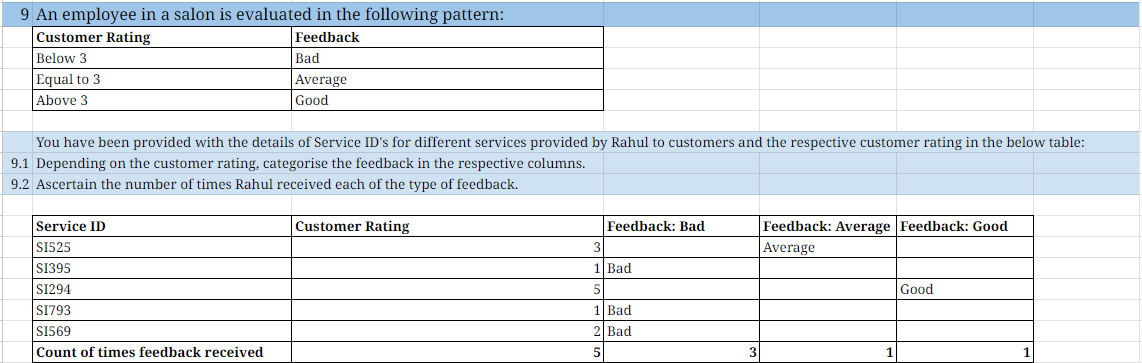 9 An employee in a salon is evaluated in the following pattern:
Customer Rating Feedback
Below 3 Bad
Equal to 3 Average
Above 3 Good
You have been provided with the details of Service ID's for different services provided by Rahul to customers and the respective customer rating in the below table:
9.1 Depending on the customer rating, categorise the feedback in the respective columns.
9.2 Ascertain the number of times Rahul received each of the type of feedback.
Service ID Customer Rating Feedback: Bad Feedback: Average Feedback: Good
SI525 3 Average
SI395 1 Bad
SI294 5 Good
SI793 1 Bad
SI569 2 Bad
Count of times feedback received 5 3 1 1